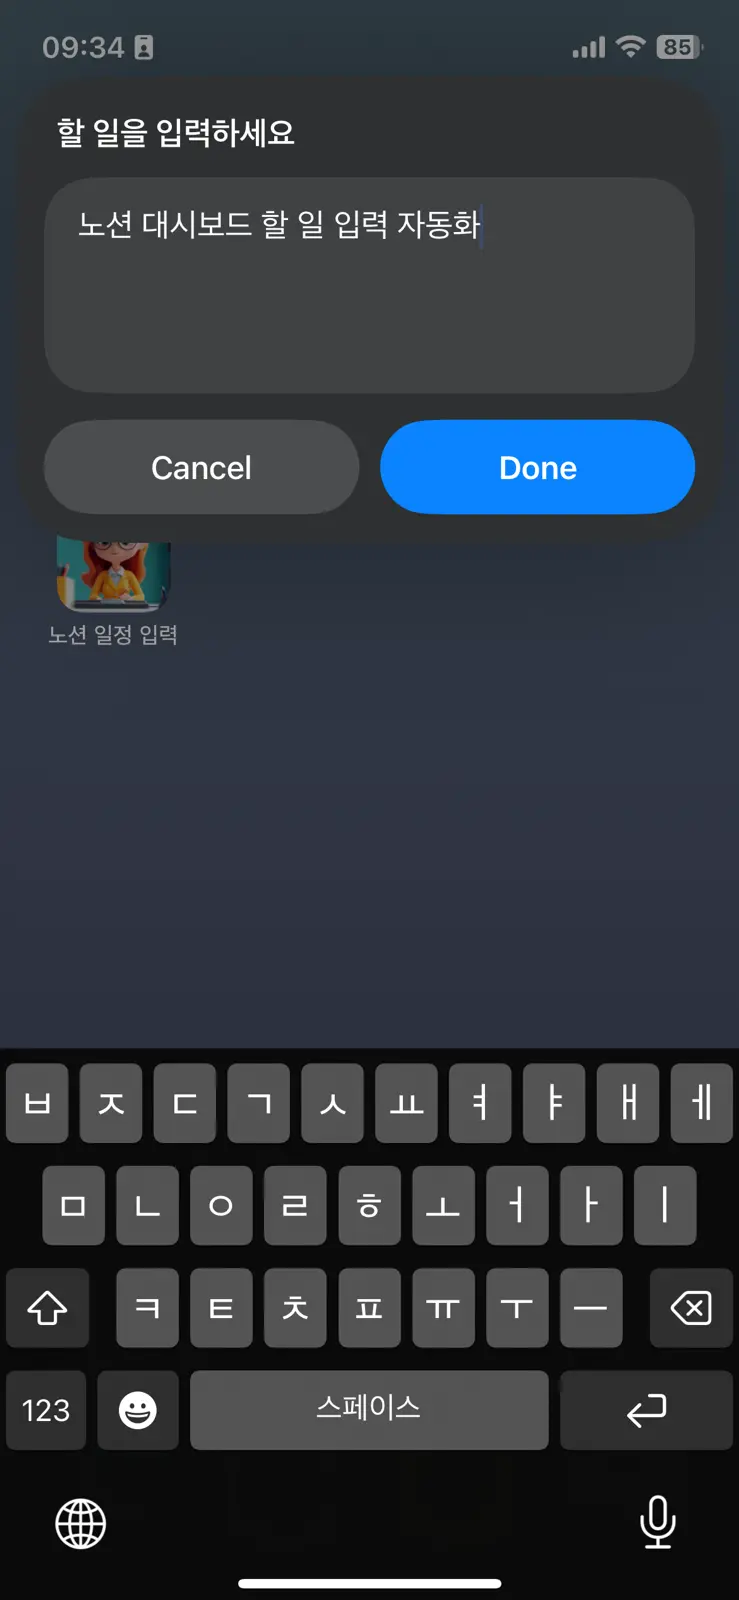 09:34
85
할 일을 입력하세요
노션 대시보드 할 일 입력 자동화
Cancel
Done
노션 일정 입력
ㅂ ㅈ ㄷ ㄱ ㅅ ㅛ ㅕ ㅑ ㅐ ㅔ
ㅁ ㄴ ㅇ ㄹ ㅎ ㅗ ㅓ ㅏ ㅣ
ㅋ ㅌ ㅊ ㅍ ㅠ ㅜ ㅡ
123
스페이스